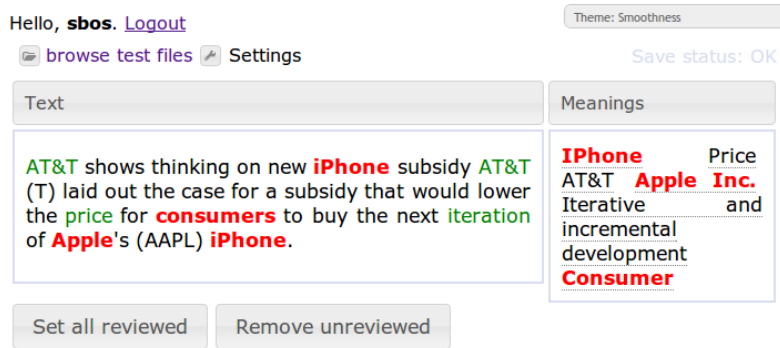 Hello, sbos. Logout
Theme: Smoothness
browse test files Settings
Save status: OK
Text
AT&T shows thinking on new iPhone subsidy AT&T
(T) laid out the case for a subsidy that would lower
the price for consumers to buy the next iteration
of Apple's (AAPL) iPhone.
Meanings
IPhone Price
AT&T Apple Inc.
Iterative and
incremental
development
Consumer
Set all reviewed
Remove unreviewed